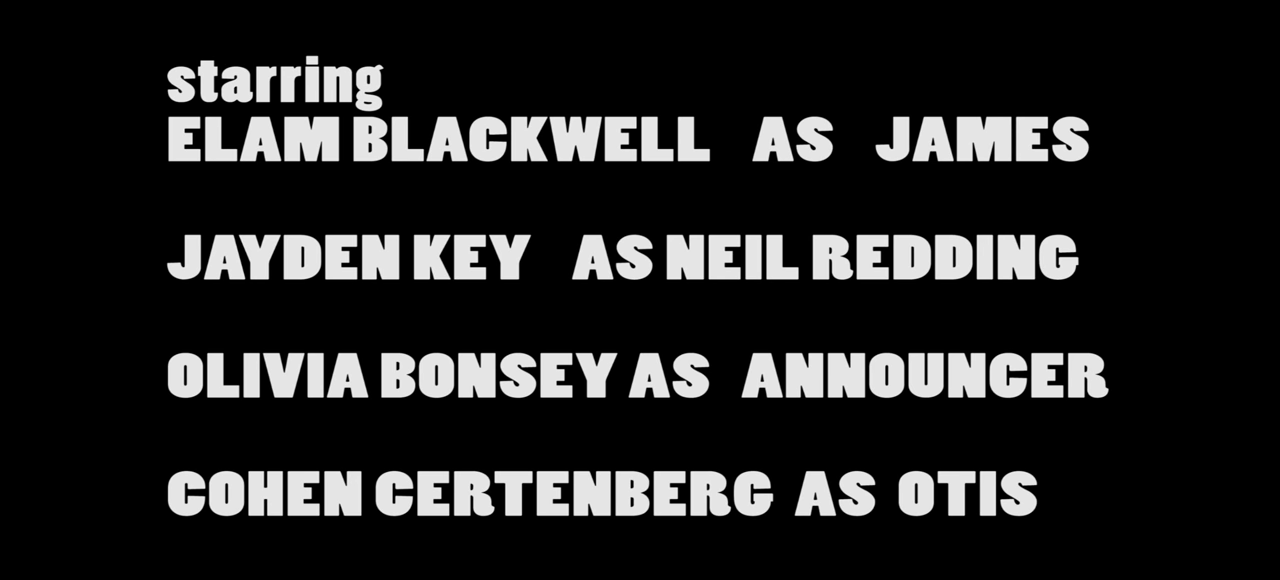 starring
ELAM BLACKWELL AS JAMES
JAYDEN KEY AS NEIL REDDING
OLIVIA BONSEY AS ANNOUNCER
COHEN CERTENBERG AS OTIS